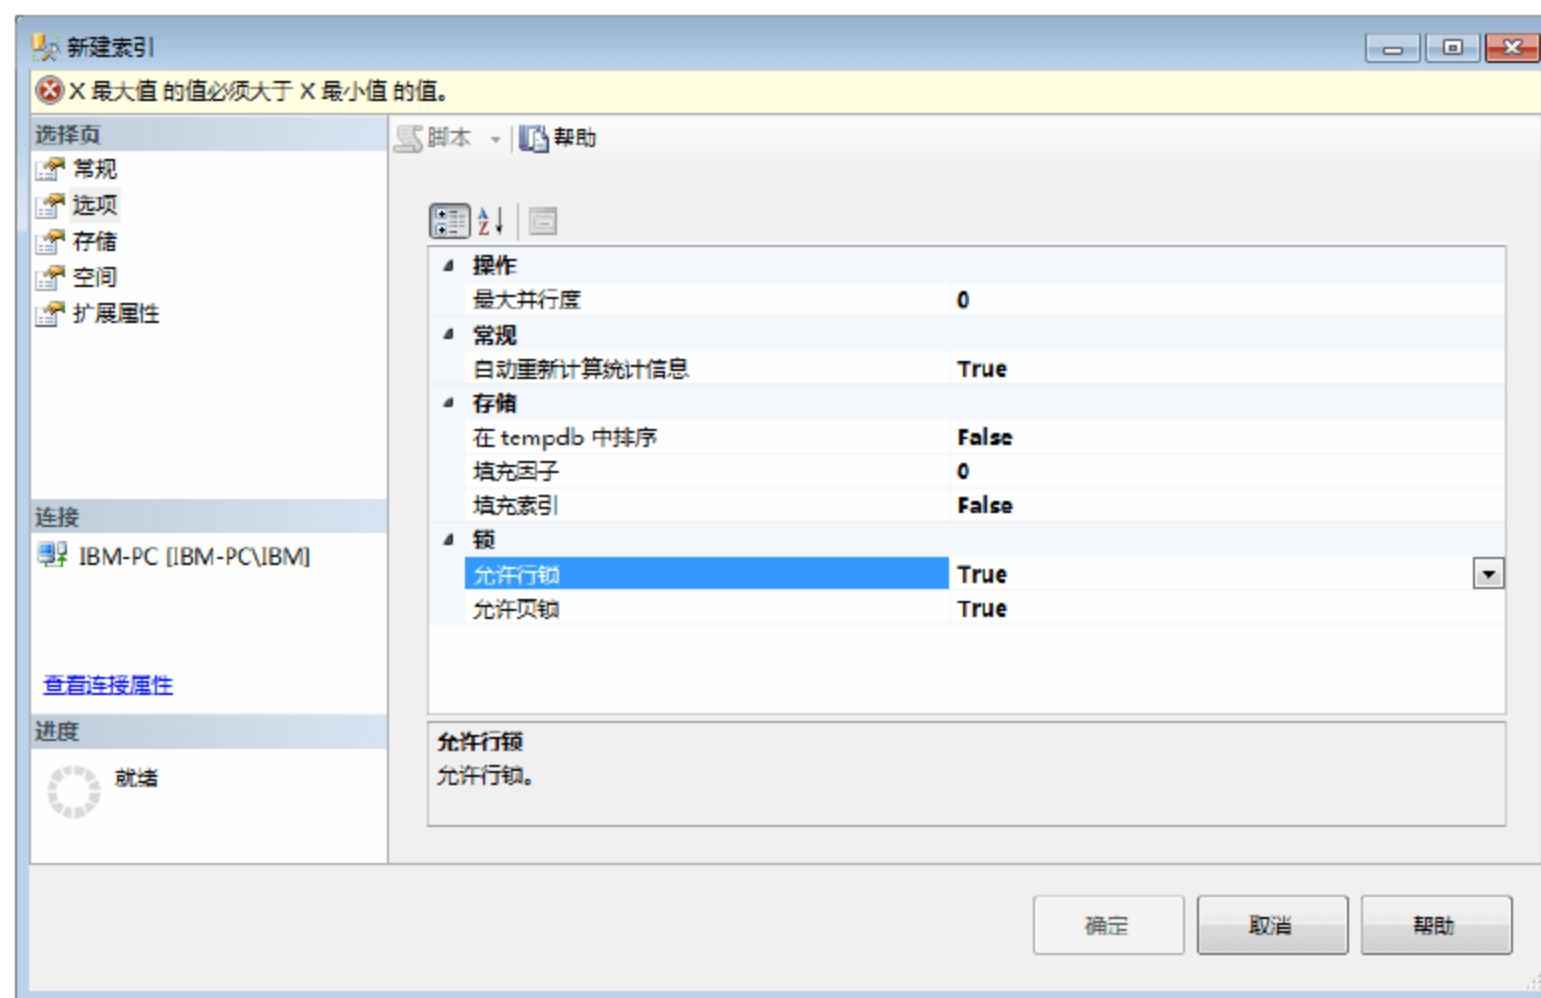 新建索引
X 最大值 的值必须大于 X 最小值 的值。
选择页
常规
选项
存储
空间
扩展属性
连接
IBM-PC [IBM-PC\IBM]
查看连接属性
进度
就绪
脚本 帮助
操作
最大并行度 0
常规
自动重新计算统计信息 True
存储
在 tempdb 中排序 False
填充因子 0
填充索引 False
锁
允许行锁 True
允许页锁 True
允许行锁
允许行锁。
确定 取消 帮助